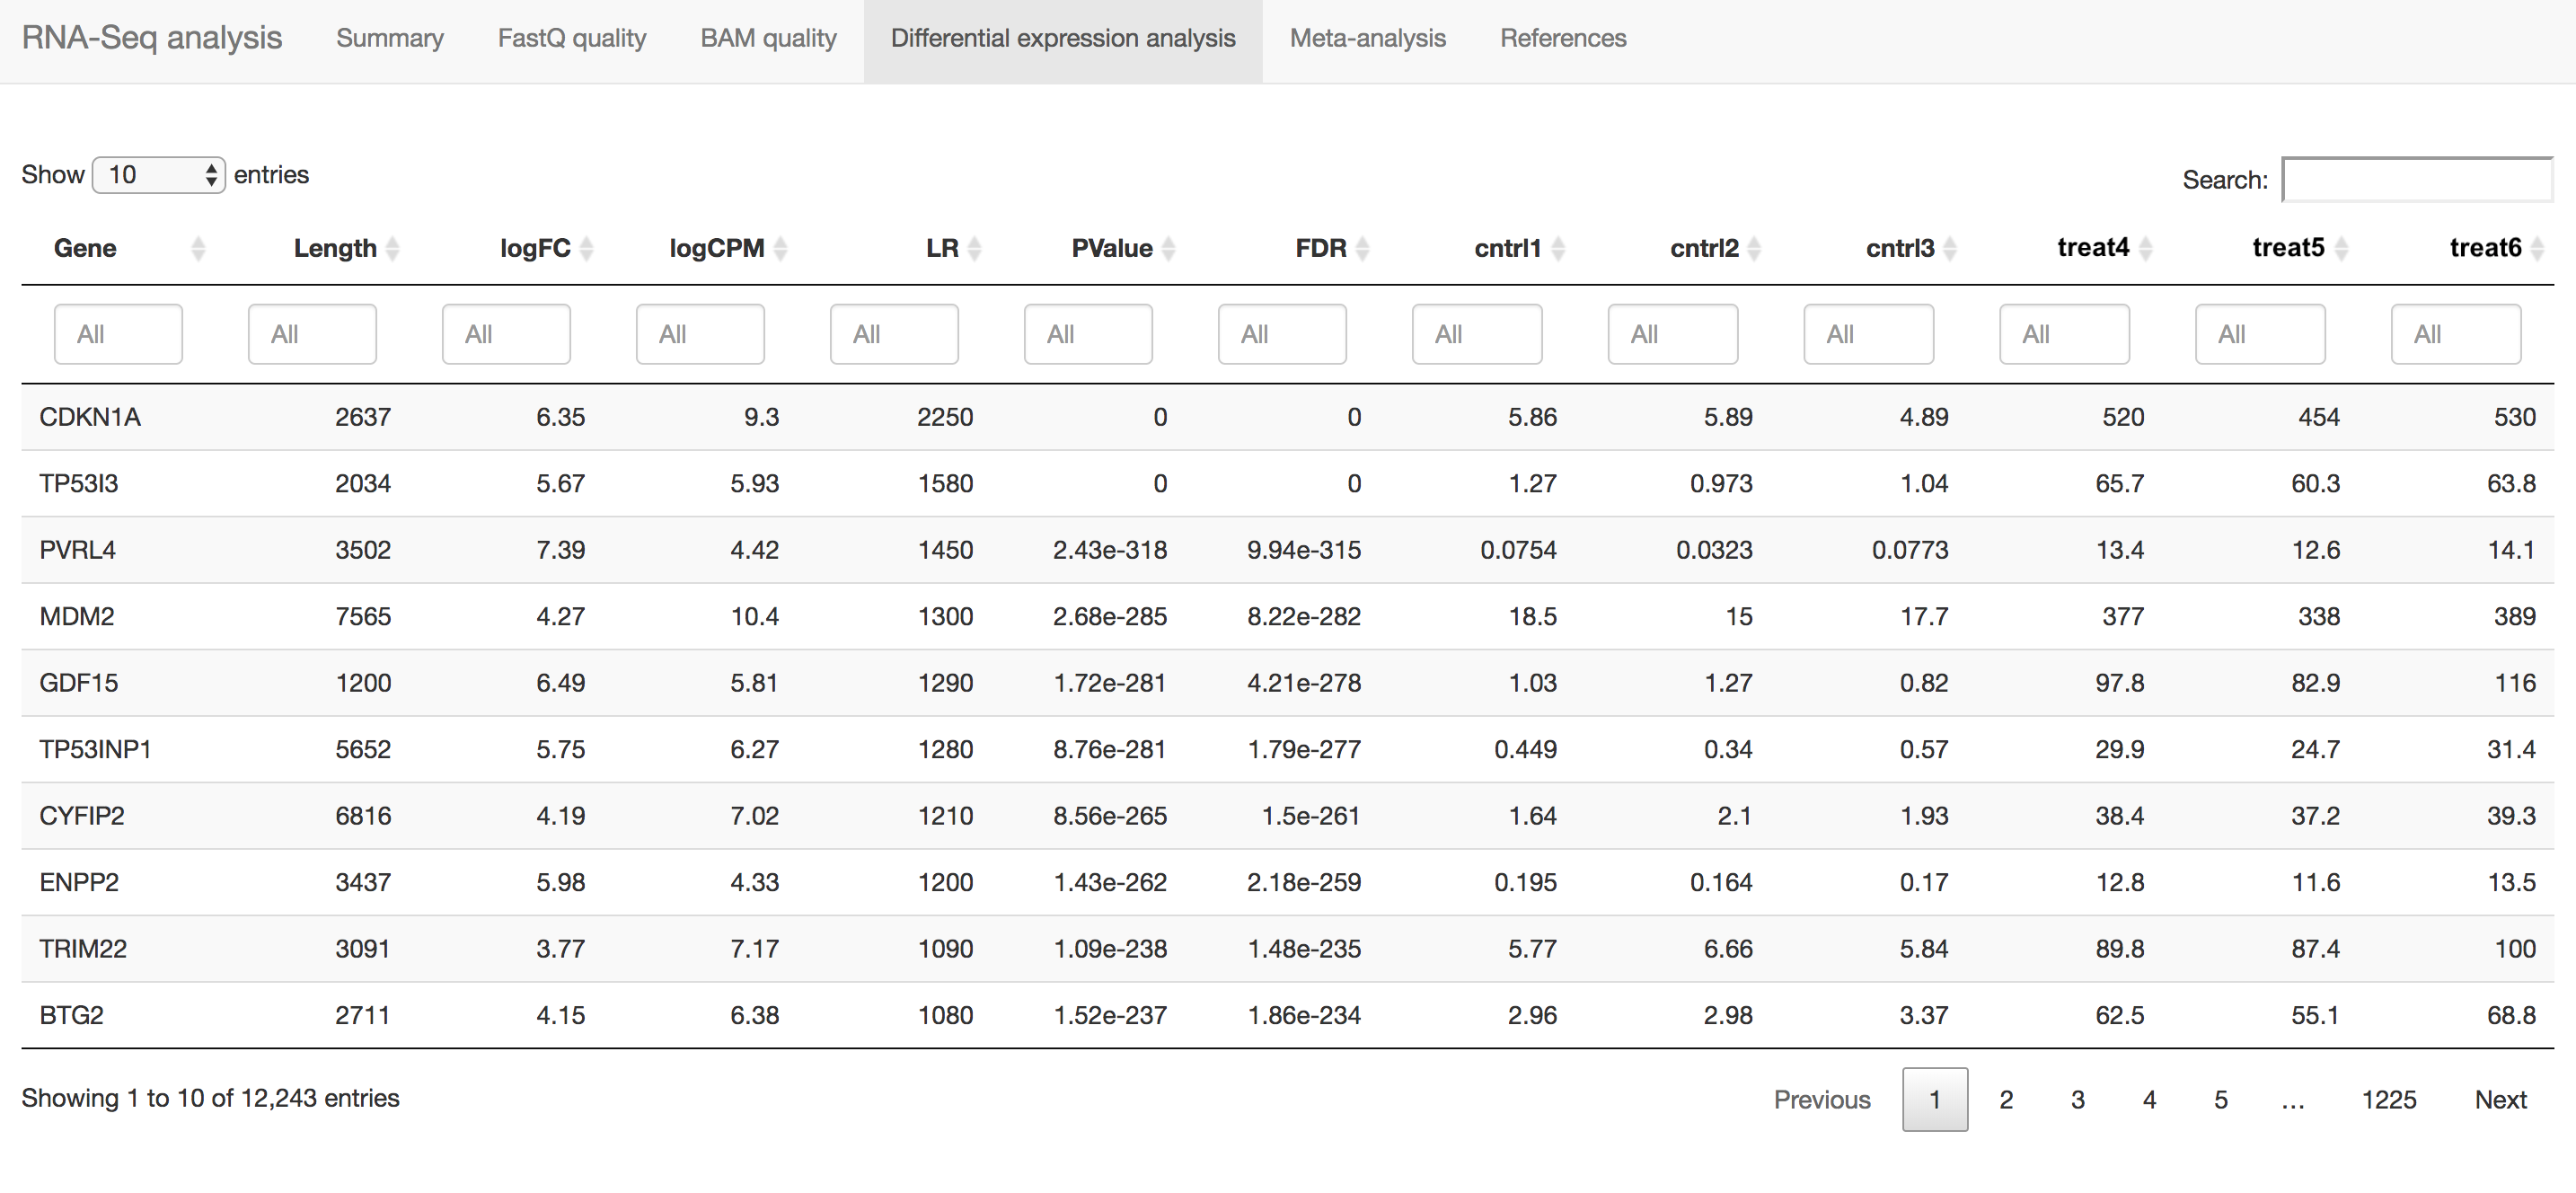 RNA-Seq analysis Summary FastQ quality BAM quality Differential expression analysis Meta-analysis References
Show 10 entries Search:
Gene Length logFC logCPM LR PValue FDR cntrl1 cntrl2 cntrl3 treat4 treat5 treat6
All All All All All All All All All All All All All
CDKN1A 2637 6.35 9.3 2250 0 0 5.86 5.89 4.89 520 454 530
TP53I3 2034 5.67 5.93 1580 0 0 1.27 0.973 1.04 65.7 60.3 63.8
PVRL4 3502 7.39 4.42 1450 2.43e-318 9.94e-315 0.0754 0.0323 0.0773 13.4 12.6 14.1
MDM2 7565 4.27 10.4 1300 2.68e-285 8.22e-282 18.5 15 17.7 377 338 389
GDF15 1200 6.49 5.81 1290 1.72e-281 4.21e-278 1.03 1.27 0.82 97.8 82.9 116
TP53INP1 5652 5.75 6.27 1280 8.76e-281 1.79e-277 0.449 0.34 0.57 29.9 24.7 31.4
CYFIP2 6816 4.19 7.02 1210 8.56e-265 1.5e-261 1.64 2.1 1.93 38.4 37.2 39.3
ENPP2 3437 5.98 4.33 1200 1.43e-262 2.18e-259 0.195 0.164 0.17 12.8 11.6 13.5
TRIM22 3091 3.77 7.17 1090 1.09e-238 1.48e-235 5.77 6.66 5.84 89.8 87.4 100
BTG2 2711 4.15 6.38 1080 1.52e-237 1.86e-234 2.96 2.98 3.37 62.5 55.1 68.8
Showing 1 to 10 of 12,243 entries Previous 1 2 3 4 5 … 1225 Next